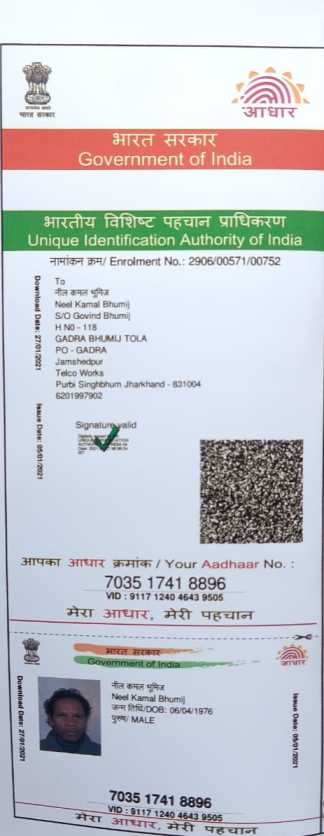 भारत सरकार
आधार
भारत सरकार
Government of India
भारतीय विशिष्ट पहचान प्राधिकरण
Unique Identification Authority of India
नामांकन क्रम/ Enrolment No.: 2906/00571/00752
Download Date: 27/01/2021
To
नील कमल भूमिज
Neel Kamal Bhumij
S/O Govind Bhumij
H N0 - 118
GADRA BHUMIJ TOLA
PO - GADRA
Jamshedpur
Telco Works
Purbi Singhbhum Jharkhand - 831004
6201997902
Issue Date: 05/01/2021
Signature valid
आपका आधार क्रमांक / Your Aadhaar No. :
7035 1741 8896
VID : 9117 1240 4643 9505
मेरा आधार, मेरी पहचान
भारत सरकार
Government of India
आधार
Download Date: 27/01/2021
नील कमल भूमिज
Neel Kamal Bhumij
जन्म तिथि/DOB: 06/04/1976
पुरुष/ MALE
Issue Date: 05/01/2021
7035 1741 8896
VID : 9117 1240 4643 9505
मेरा आधार, मेरी पहचान